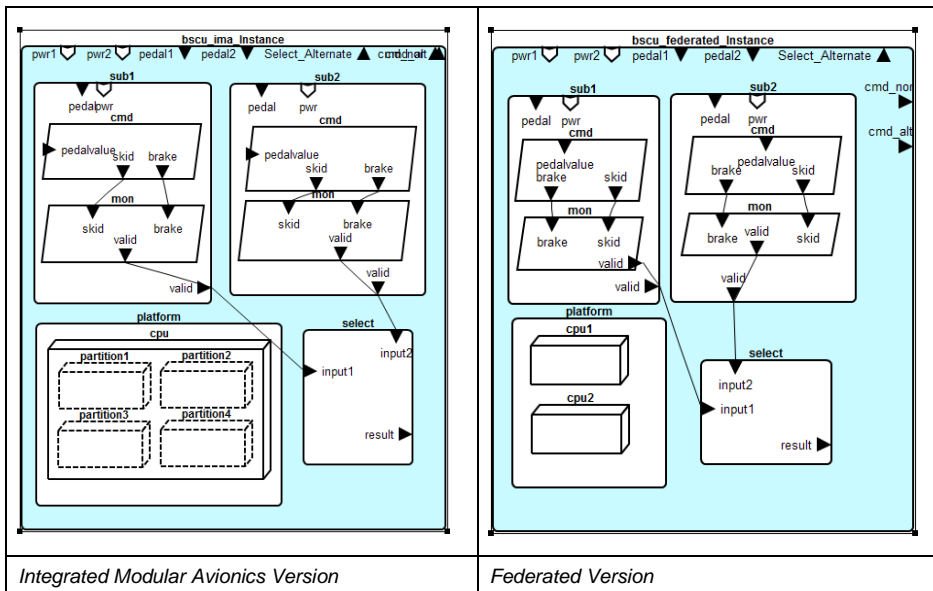 bscu_ima_Instance
pwr1 pwr2 pedal1 pedal2 Select_Alternate
sub1
pedal pwr
cmd
pedalvalue
skid brake
mon
skid brake
valid
valid
sub2
pedal pwr
cmd
pedalvalue
skid brake
mon
skid brake
valid
valid
platform
cpu
partition1 partition2
partition3 partition4
select
input2
input1
result
Integrated Modular Avionics Version
bscu_federated_Instance
pwr1 pwr2 pedal1 pedal2 Select_Alternate
cmd_nor
cmd_alt
sub1
pedal pwr
cmd
pedalvalue
brake skid
mon
brake skid
valid
valid
sub2
pedal pwr
cmd
pedalvalue
brake skid
mon
valid
brake skid
valid
platform
cpu1
cpu2
select
input2
input1
result
Federated Version